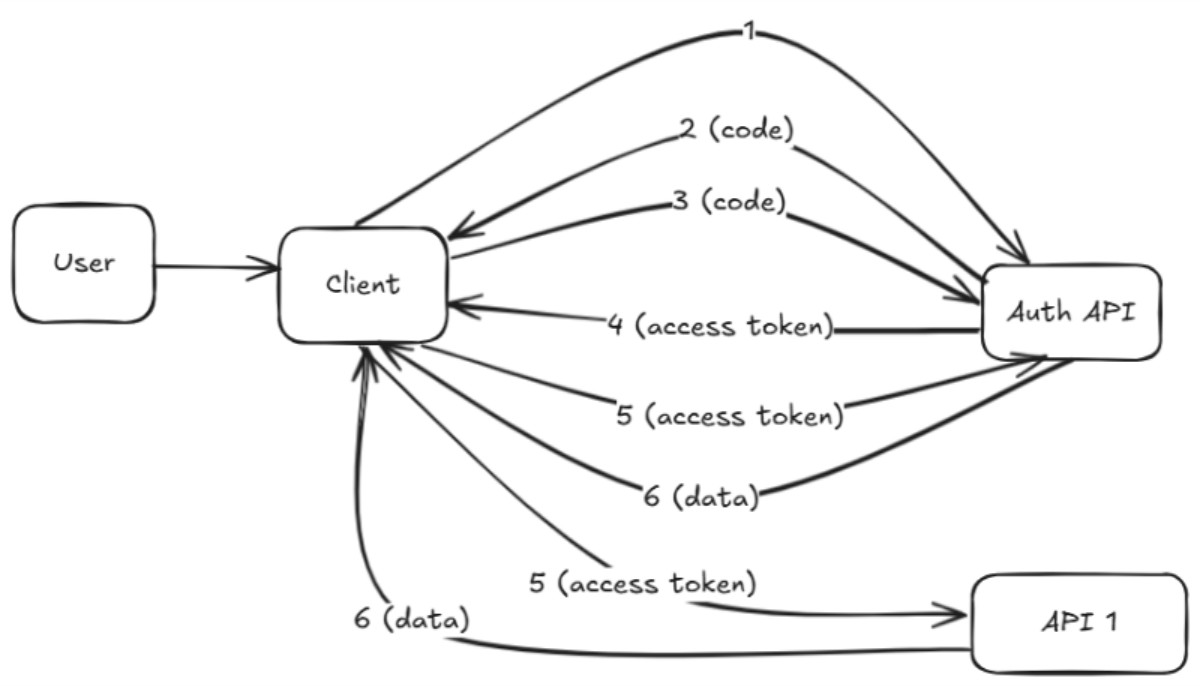 1
2 (code)
3 (code)
User
Client
Auth API
4 (access token)
5 (access token)
6 (data)
5 (access token)
6 (data)
API 1